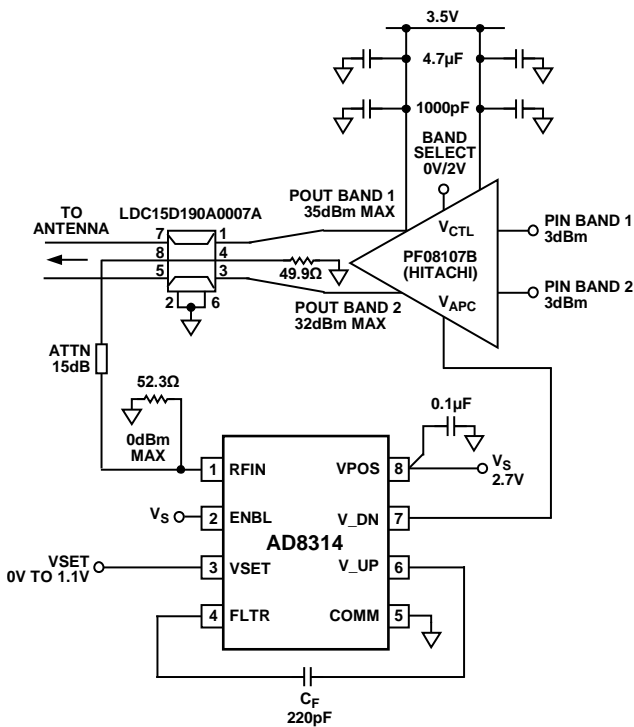 3.5V
4.7µF
1000pF
BAND
SELECT
0V/2V
POUT BAND 1
35dBm MAX
TO
ANTENNA
LDC15D190A0007A
7
1
8
4
5
3
2
6
49.9Ω
V_CTL
PF08107B
(HITACHI)
V_APC
PIN BAND 1
3dBm
PIN BAND 2
3dBm
POUT BAND 2
32dBm MAX
ATTN
15dB
52.3Ω
0dBm
MAX
0.1µF
V_S
2.7V
1
RFIN
VPOS
8
V_S
2
ENBL
V_DN
7
AD8314
VSET
0V TO 1.1V
3
VSET
V_UP
6
4
FLTR
COMM
5
C_F
220pF